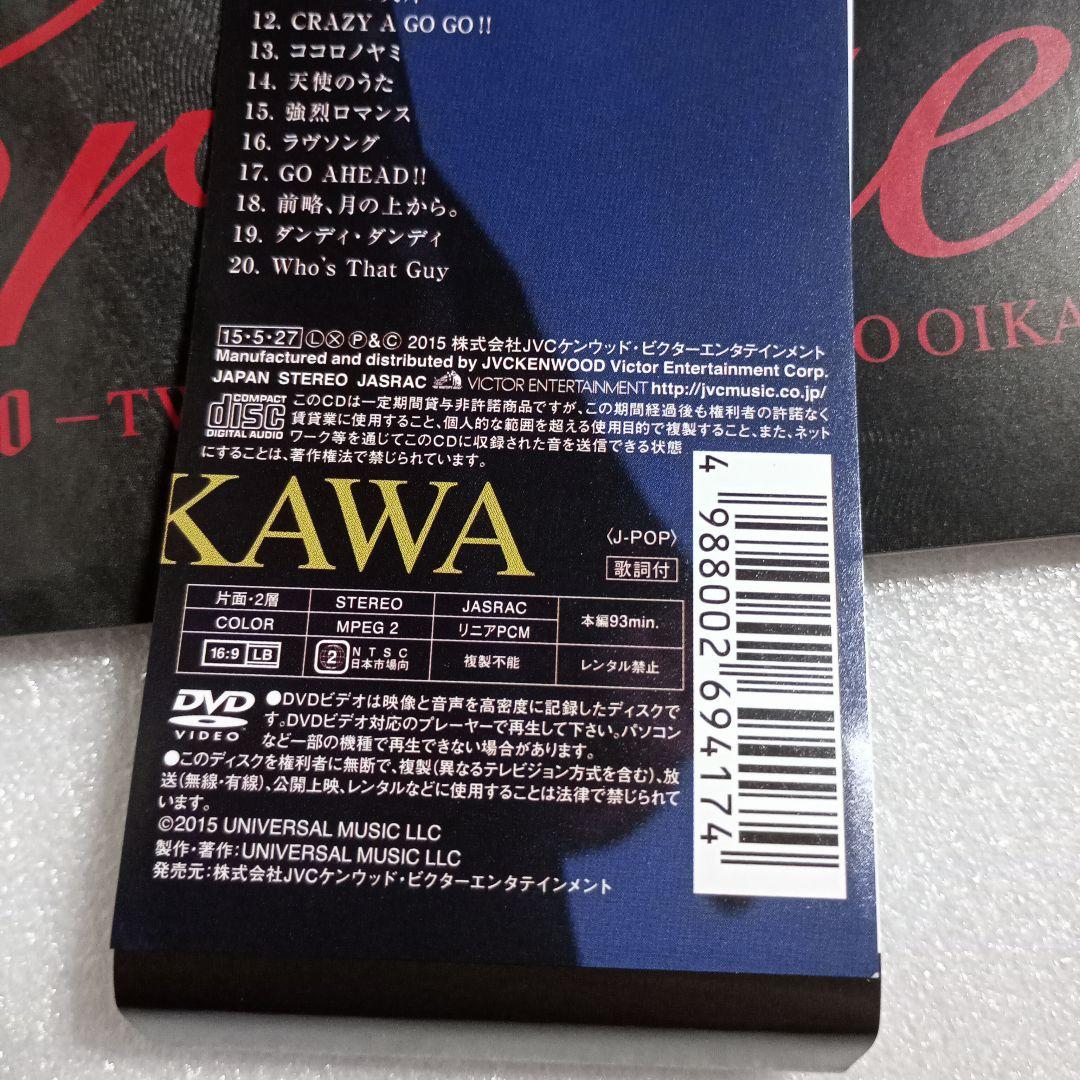 12. CRAZY A GO GO!!
13. ココロノヤミ
14. 天使のうた
15. 強烈ロマンス
16. ラヴソング
17. GO AHEAD!!
18. 前略、月の上から。
19. ダンディ・ダンディ
20. Who's That Guy
O OIKA
0 –TV
15・5・27 Ⓛ Ⓧ Ⓟ&Ⓒ 2015 株式会社JVCケンウッド・ビクターエンタテインメント
Manufactured and distributed by JVCKENWOOD Victor Entertainment Corp.
JAPAN STEREO JASRAC VICTOR ENTERTAINMENT http://jvcmusic.co.jp/
COMPACT disc DIGITAL AUDIO
このCDは一定期間貸与非許諾商品ですが、この期間経過後も権利者の許諾なく
賃貸業に使用すること、個人的な範囲を超える使用目的で複製すること、また、ネット
ワーク等を通じてこのCDに収録された音を送信できる状態
にすることは、著作権法で禁じられています。
KAWA
〈J-POP〉
歌詞付
片面・2層 STEREO JASRAC 本編93min.
COLOR MPEG 2 リニアPCM
16:9 LB 2 NTSC 日本市場向 複製不能 レンタル禁止
DVD VIDEO
●DVDビデオは映像と音声を高密度に記録したディスクで
す。DVDビデオ対応のプレーヤーで再生して下さい。パソコン
など一部の機種で再生できない場合があります。
●このディスクを権利者に無断で、複製(異なるテレビジョン方式を含む)、放
送(無線・有線)、公開上映、レンタルなどに使用することは法律で禁じられて
います。
©2015 UNIVERSAL MUSIC LLC
製作・著作:UNIVERSAL MUSIC LLC
発売元:株式会社JVCケンウッド・ビクターエンタテインメント
4 988002 694174